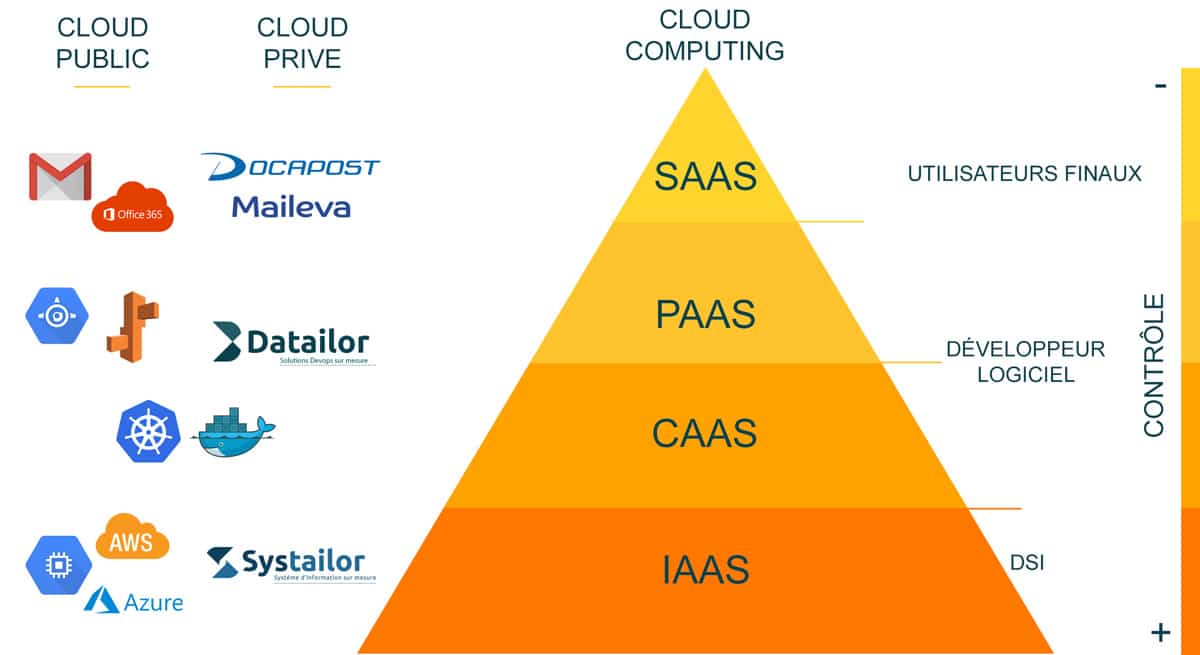 CLOUD
PUBLIC
CLOUD
PRIVE
CLOUD
COMPUTING
-
DOCAPOST
Maileva
Office 365
SAAS
UTILISATEURS FINAUX
Datailor
Solutions Devops sur mesure
PAAS
DÉVELOPPEUR
LOGICIEL
CONTRÔLE
CAAS
AWS
Azure
Systailor
Système d'Information sur mesure
IAAS
DSI
+